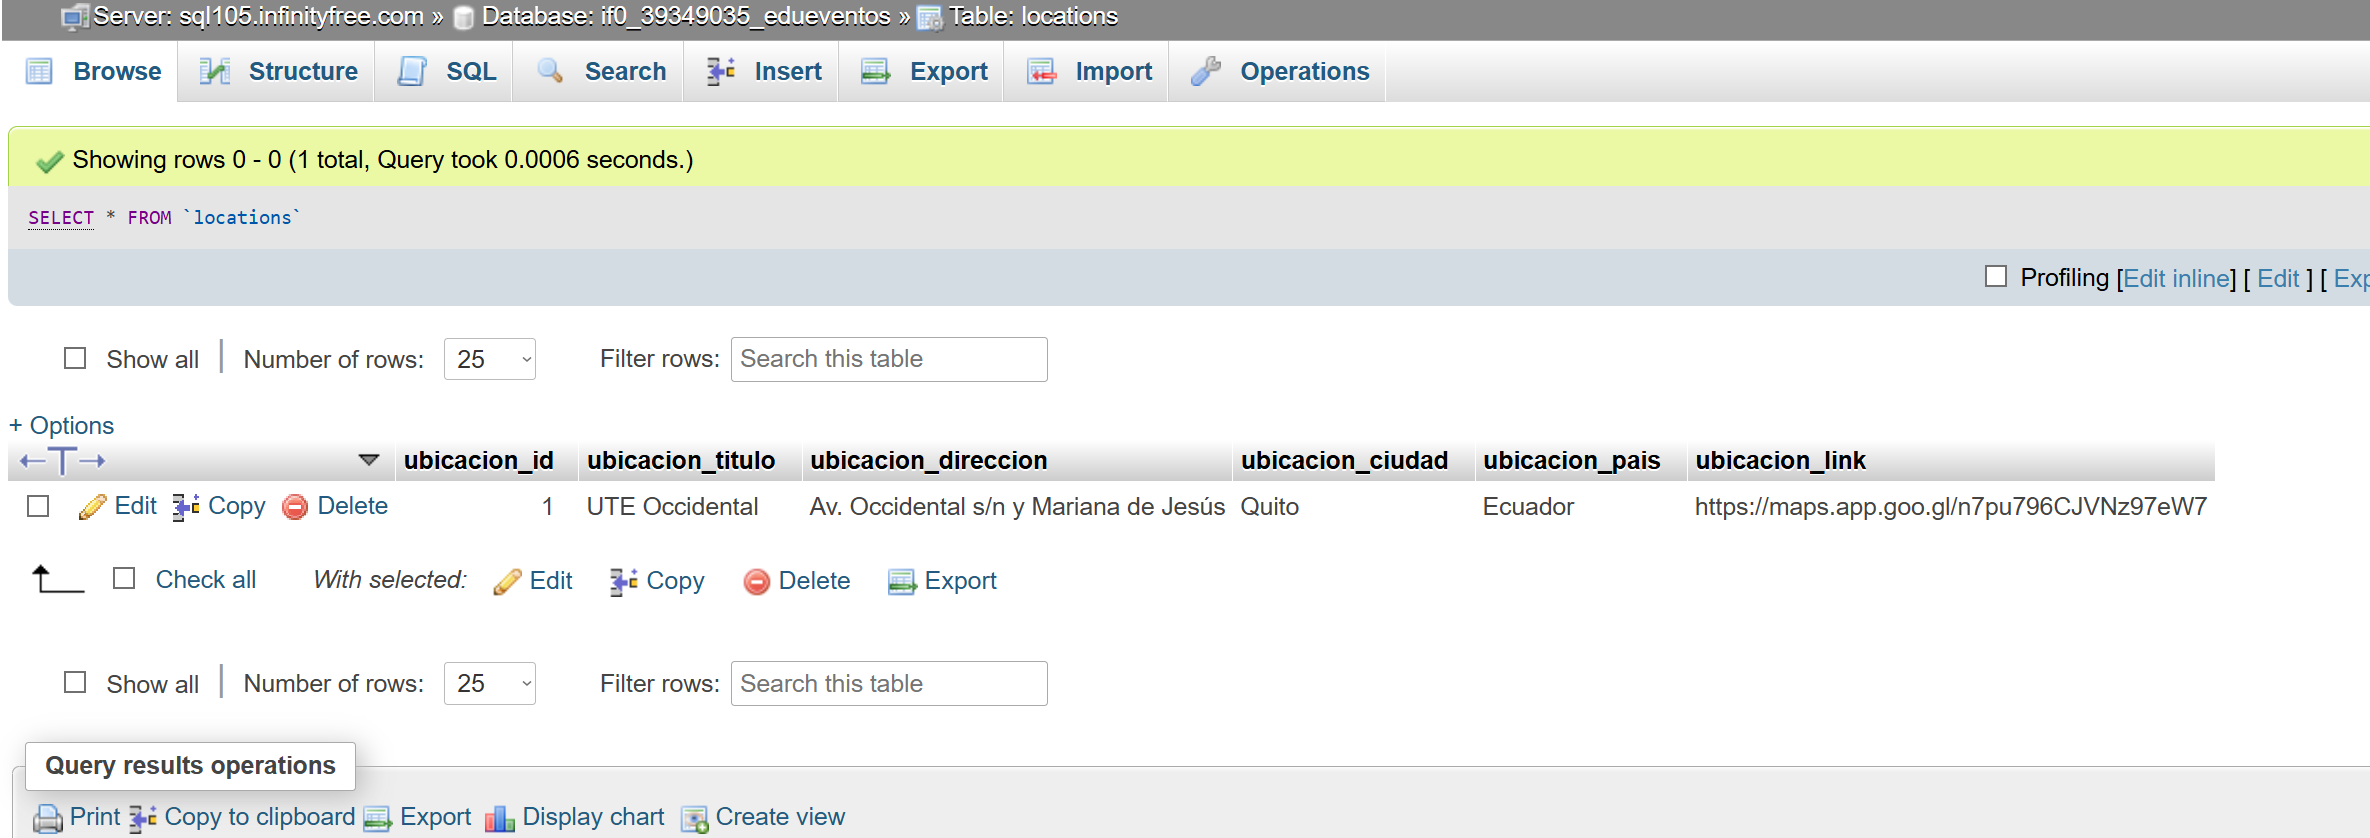 Server: sql105.infinityfree.com » Database: if0_39349035_edueventos » Table: locations
Browse Structure SQL Search Insert Export Import Operations
Showing rows 0 - 0 (1 total, Query took 0.0006 seconds.)
SELECT * FROM `locations`
Profiling [Edit inline] [ Edit ] [ Exp
Show all Number of rows: 25 Filter rows: Search this table
+ Options
ubicacion_id ubicacion_titulo ubicacion_direccion ubicacion_ciudad ubicacion_pais ubicacion_link
Edit Copy Delete 1 UTE Occidental Av. Occidental s/n y Mariana de Jesús Quito Ecuador https://maps.app.goo.gl/n7pu796CJVNz97eW7
Check all With selected: Edit Copy Delete Export
Show all Number of rows: 25 Filter rows: Search this table
Query results operations
Print Copy to clipboard Export Display chart Create view